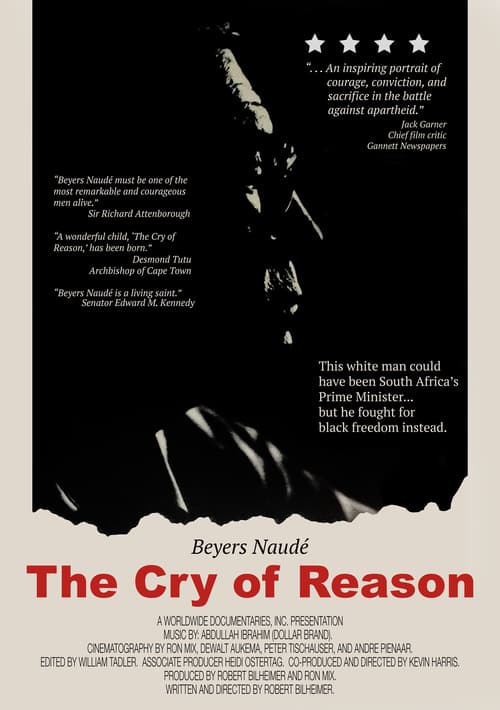 “. . . An inspiring portrait of
courage, conviction, and
sacrifice in the battle
against apartheid.”
Jack Garner
Chief film critic
Gannett Newspapers
“Beyers Naudé must be one of the
most remarkable and courageous
men alive.”
Sir Richard Attenborough
“A wonderful child, 'The Cry of
Reason,' has been born.”
Desmond Tutu
Archbishop of Cape Town
“Beyers Naudé is a living saint.”
Senator Edward M. Kennedy
This white man could
have been South Africa's
Prime Minister...
but he fought for
black freedom instead.
Beyers Naudé
The Cry of Reason
A WORLDWIDE DOCUMENTARIES, INC. PRESENTATION
MUSIC BY: ABDULLAH IBRAHIM (DOLLAR BRAND).
CINEMATOGRAPHY BY RON MIX, DEWALT AUKEMA, PETER TISCHAUSER, AND ANDRE PIENAAR.
EDITED BY WILLIAM TADLER. ASSOCIATE PRODUCER HEIDI OSTERTAG. CO-PRODUCED AND DIRECTED BY KEVIN HARRIS.
PRODUCED BY ROBERT BILHEIMER AND RON MIX.
WRITTEN AND DIRECTED BY ROBERT BILHEIMER.